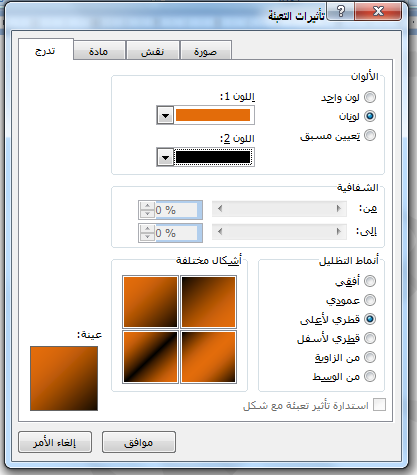 تأثيرات التعبئة
تدرج مادة نقش صورة
الألوان
لون واحد
لونان
تعيين مسبق
اللون 1:
اللون 2:
الشفافية
من: 0 %
إلى: 0 %
أنماط التظليل
أفقي
عمودي
قطري لأعلى
قطري لأسفل
من الزاوية
من الوسط
أشكال مختلفة
عينة:
استدارة تأثير تعبئة مع شكل
موافق إلغاء الأمر